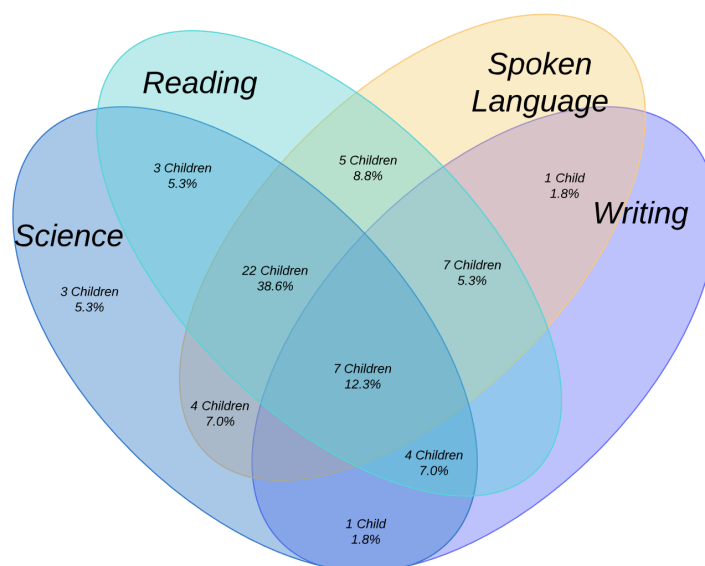 Reading
Spoken
Language
Science
Writing
3 Children
5.3%
5 Children
8.8%
1 Child
1.8%
22 Children
38.6%
7 Children
5.3%
3 Children
5.3%
7 Children
12.3%
4 Children
7.0%
4 Children
7.0%
1 Child
1.8%